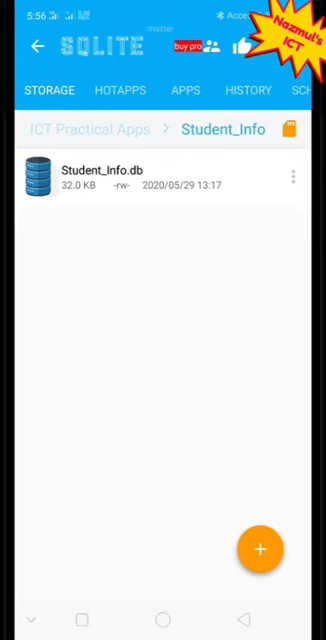 5:56
Nazmul's
ICT
master
SQLITE
buy pro
STORAGE HOTAPPS APPS HISTORY SCH
ICT Practical Apps > Student_Info
Student_Info.db
32.0 KB -rw- 2020/05/29 13:17
+